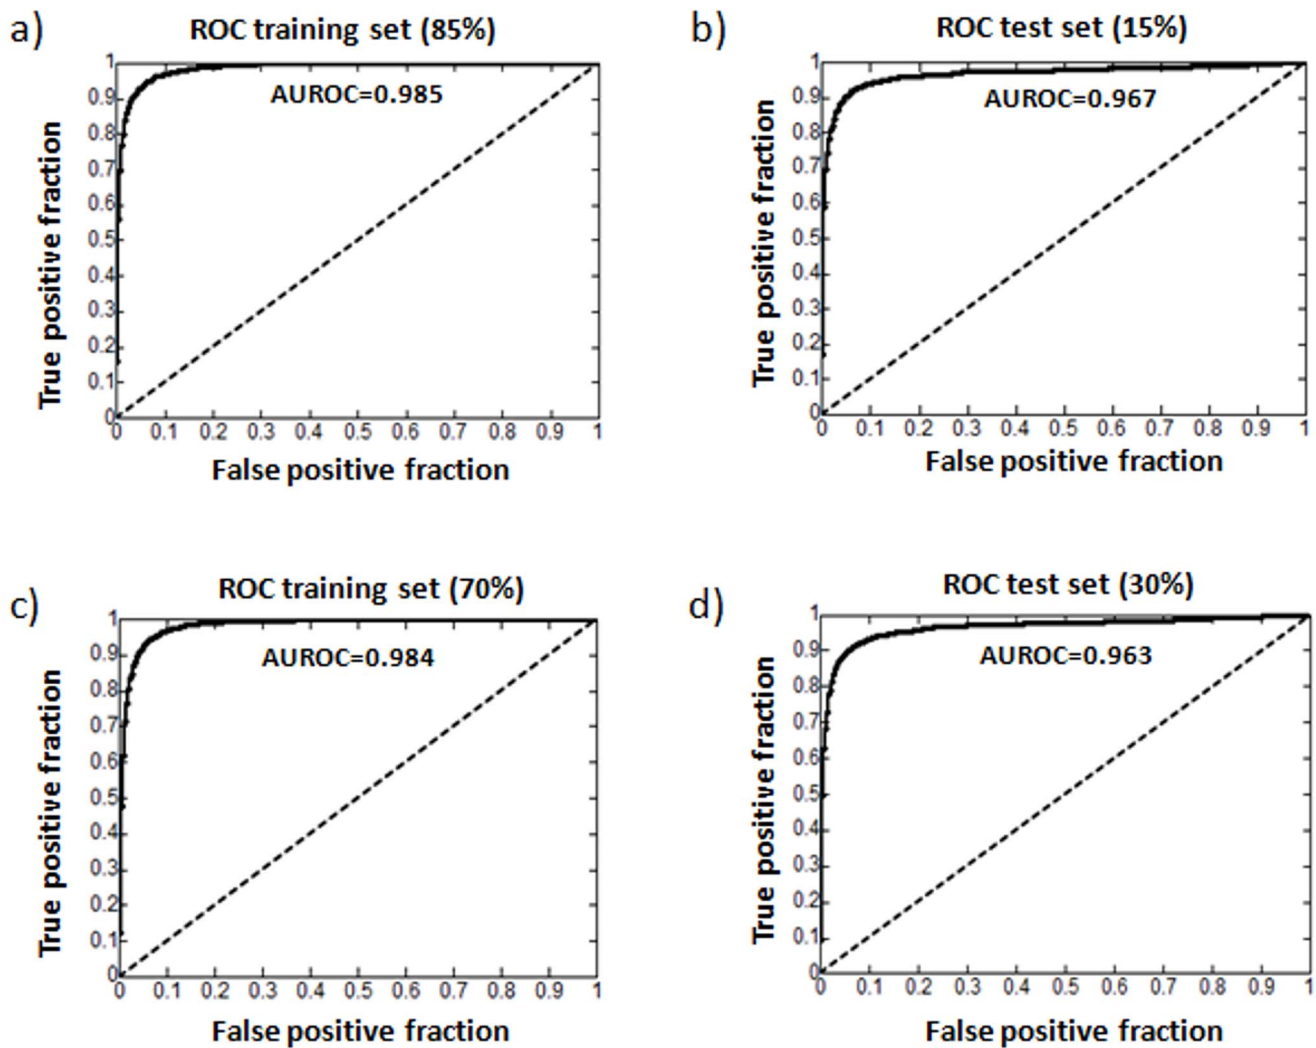 a)
ROC training set (85%)
1
0.9
0.8
0.7
0.6
0.5
0.4
0.3
0.2
0.1
0
AUROC=0.985
True positive fraction
0 0.1 0.2 0.3 0.4 0.5 0.6 0.7 0.8 0.9 1
False positive fraction
b)
ROC test set (15%)
1
0.9
0.8
0.7
0.6
0.5
0.4
0.3
0.2
0.1
0
AUROC=0.967
True positive fraction
0 0.1 0.2 0.3 0.4 0.5 0.6 0.7 0.8 0.9 1
False positive fraction
c)
ROC training set (70%)
1
0.9
0.8
0.7
0.6
0.5
0.4
0.3
0.2
0.1
0
AUROC=0.984
True positive fraction
0 0.1 0.2 0.3 0.4 0.5 0.6 0.7 0.8 0.9 1
False positive fraction
d)
ROC test set (30%)
1
0.9
0.8
0.7
0.6
0.5
0.4
0.3
0.2
0.1
0
AUROC=0.963
True positive fraction
0 0.1 0.2 0.3 0.4 0.5 0.6 0.7 0.8 0.9 1
False positive fraction